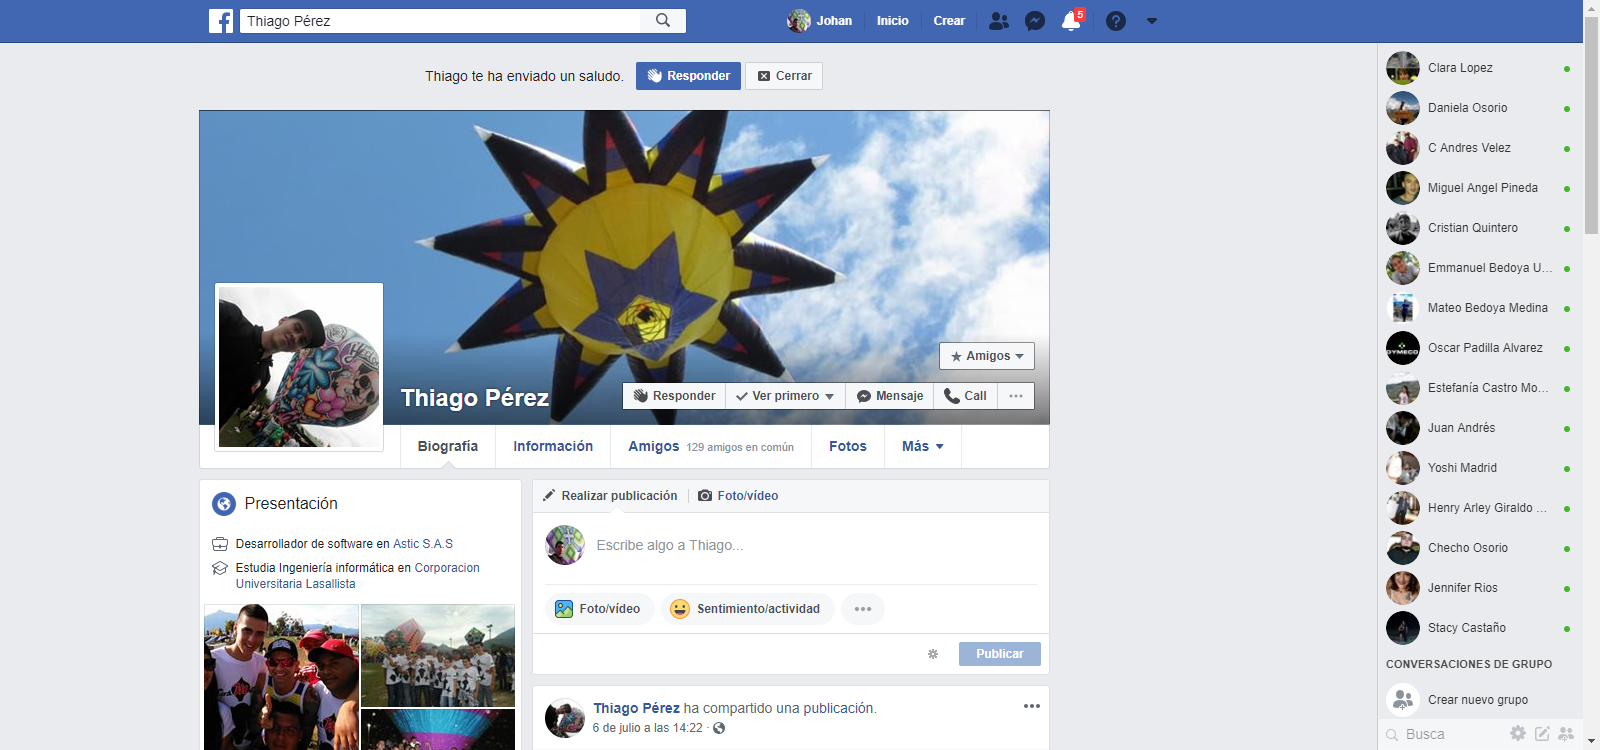 Thiago Pérez
Johan
Inicio
Crear
5
Thiago te ha enviado un saludo.
Responder
Cerrar
Amigos
Thiago Pérez
Responder
Ver primero
Mensaje
Call
Biografía
Información
Amigos 129 amigos en común
Fotos
Más
Presentación
Desarrollador de software en Astic S.A.S
Estudia Ingeniería informática en Corporacion
Universitaria Lasallista
Realizar publicación
Foto/vídeo
Escribe algo a Thiago...
Foto/vídeo
Sentimiento/actividad
Publicar
Thiago Pérez ha compartido una publicación.
6 de julio a las 14:22 ·
Clara Lopez
Daniela Osorio
C Andres Velez
Miguel Angel Pineda
Cristian Quintero
Emmanuel Bedoya U...
Mateo Bedoya Medina
Oscar Padilla Alvarez
Estefanía Castro Mo...
Juan Andrés
Yoshi Madrid
Henry Arley Giraldo ...
Checho Osorio
Jennifer Rios
Stacy Castaño
CONVERSACIONES DE GRUPO
Crear nuevo grupo
Busca